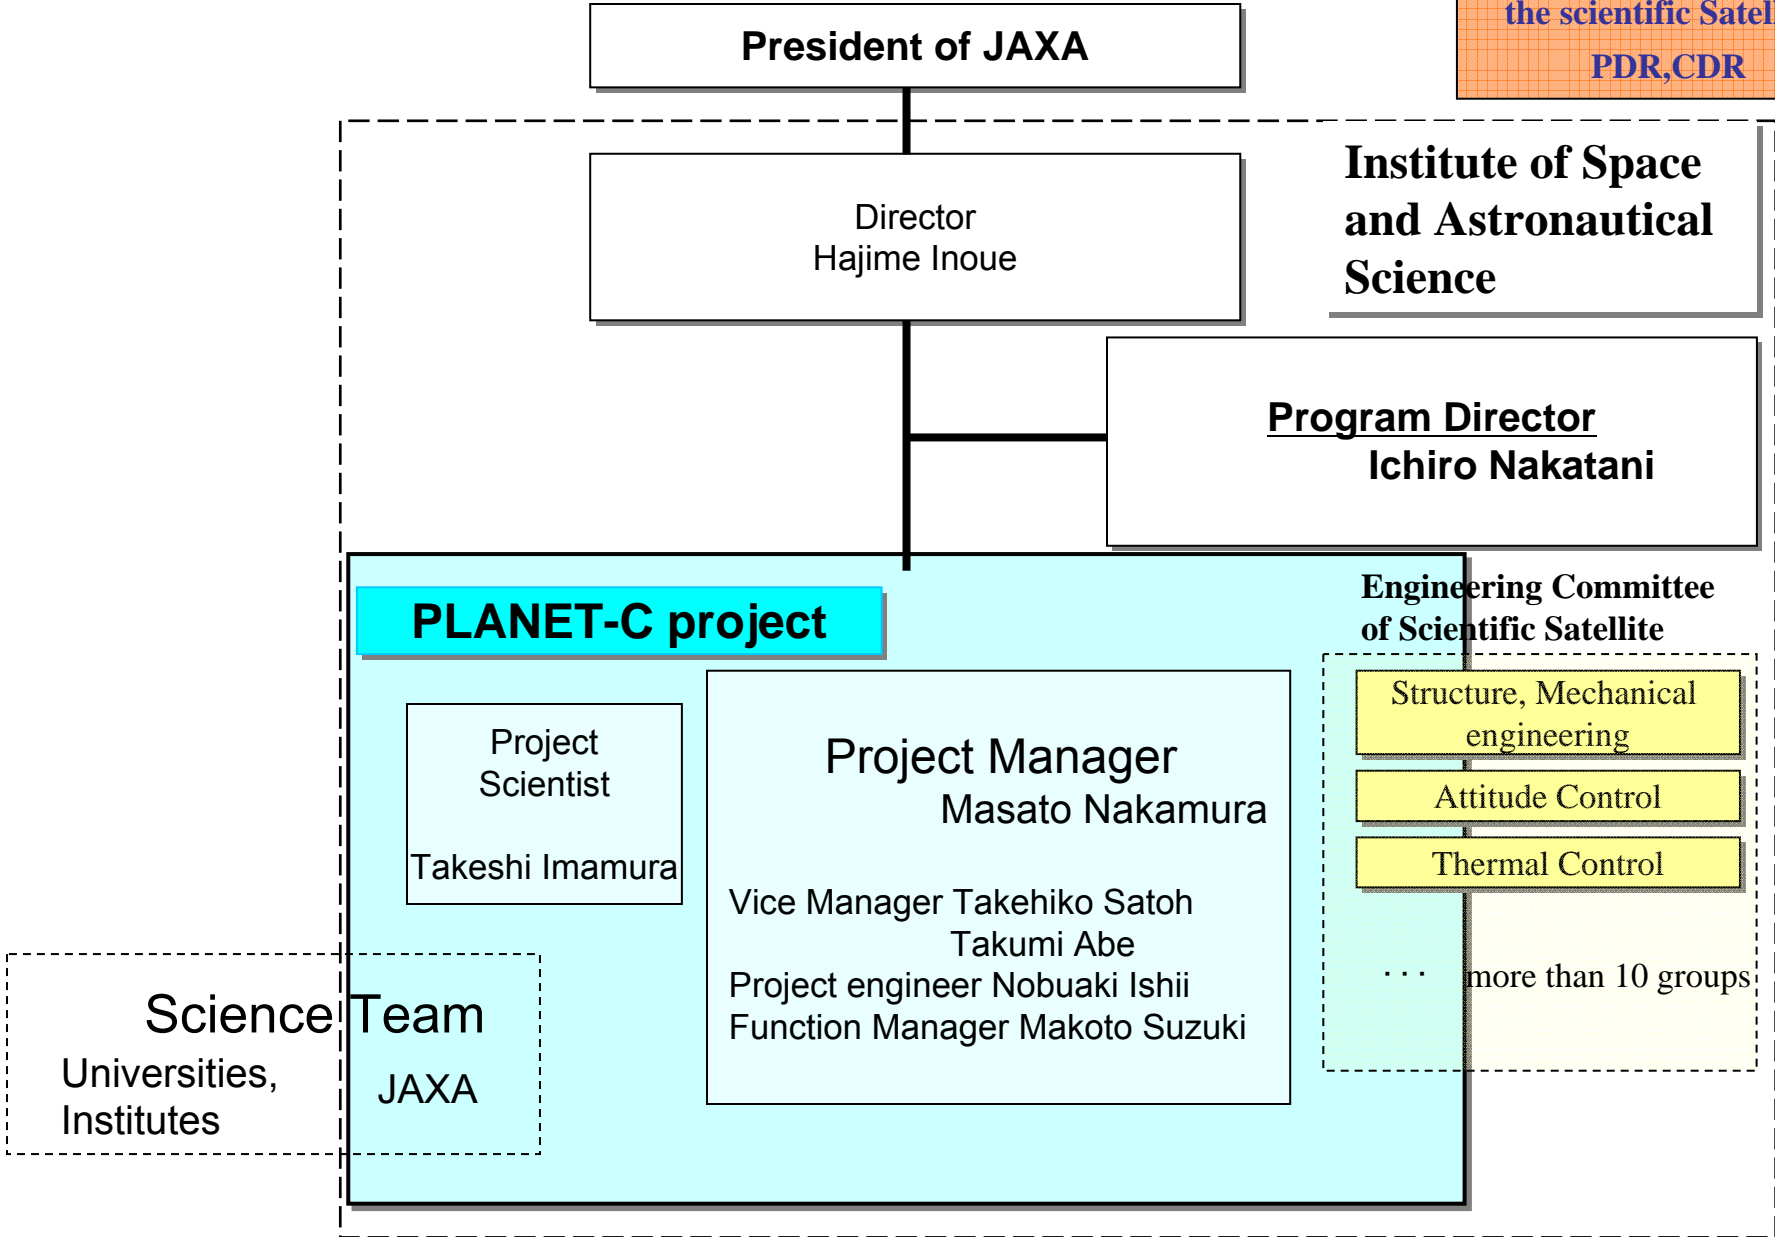 the scientific
PDR,CDR
President of JAXA
Institute of Space
and Astronautical
Science
Director
Hajime Inoue
Program Director
Ichiro Nakatani
PLANET-C project
Engineering Committee
of Scientific Satellite
Structure, Mechanical
engineering
Attitude Control
Thermal Control
··· more than 10 groups
Project
Scientist
Takeshi Imamura
Project Manager
Masato Nakamura
Vice Manager Takehiko Satoh
Takumi Abe
Project engineer Nobuaki Ishii
Function Manager Makoto Suzuki
Science Team
Universities,
Institutes
JAXA